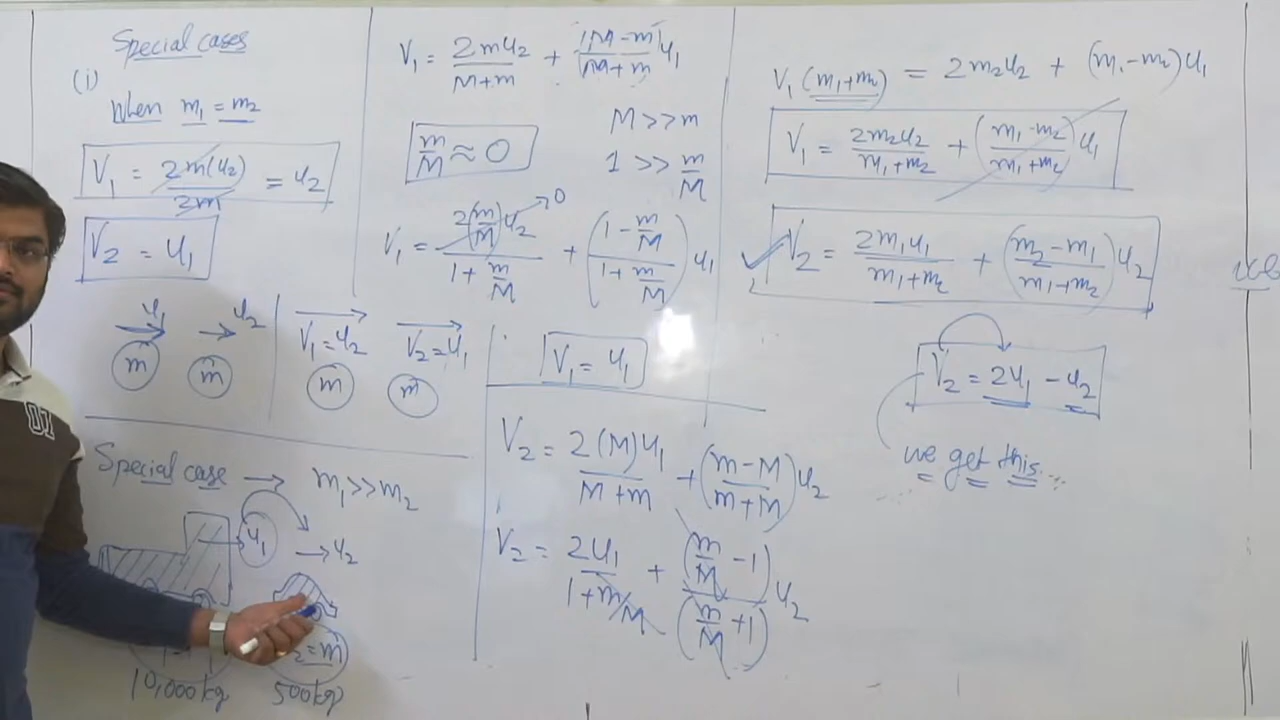 Special cases
(i)
When m₁ = m₂
V₁ = 2m(u₂)/2m = u₂
V₂ = u₁
u₁ u₂
m m
V₁ = u₂ V₂ = u₁
m m
Special case → m₁ >> m₂
u₁ → u₂
= m
10,000 kg 500 kg
V₁ = 2mu₂/(M+m) + ((M-m)/(M+m))u₁
m/M ≈ 0
M >> m
1 >> m/M
V₁ = 2(m/M)u₂/(1 + m/M) + ((1 - m/M)/(1 + m/M))u₁
0
V₁ = u₁
V₂ = 2(M)u₁/(M+m) + ((m-M)/(m+M))u₂
V₂ = 2u₁/(1+m/M) + ((m/M - 1)/(m/M + 1))u₂
V₁(m₁+m₂) = 2m₂u₂ + (m₁-m₂)u₁
V₁ = 2m₂u₂/(m₁+m₂) + ((m₁-m₂)/(m₁+m₂))u₁
V₂ = 2m₁u₁/(m₁+m₂) + ((m₂-m₁)/(m₁+m₂))u₂
V₂ = 2u₁ - u₂
we get this...